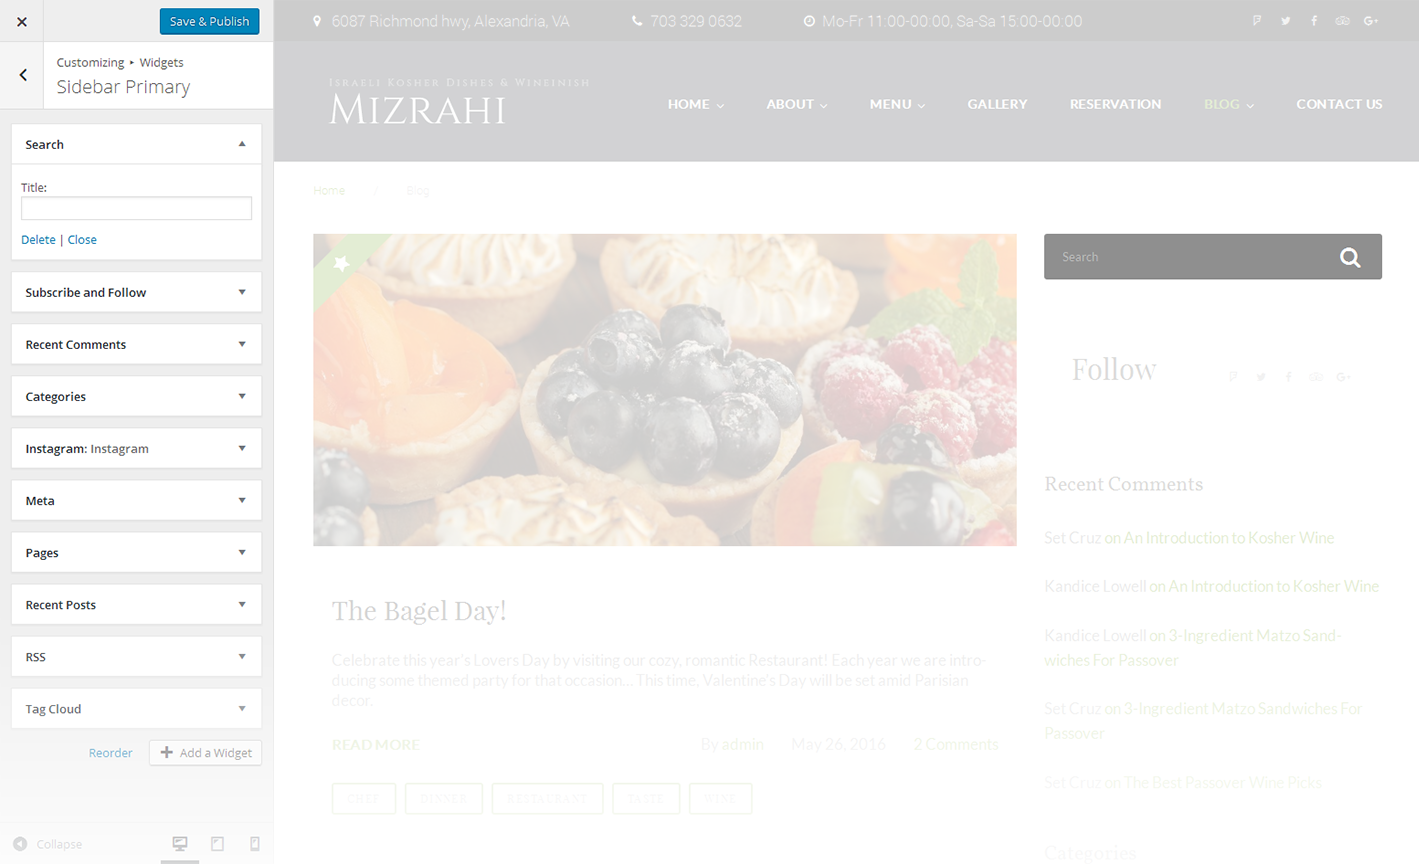 Save & Publish
Customizing ▸ Widgets
Sidebar Primary
Search
Title:
Delete | Close
Subscribe and Follow
Recent Comments
Categories
Instagram: Instagram
Meta
Pages
Recent Posts
RSS
Tag Cloud
Reorder
Add a Widget
Collapse
6087 Richmond hwy, Alexandria, VA
703 329 0632
Mo-Fr 11:00-00:00, Sa-Sa 15:00-00:00
Israeli Kosher Dishes & Wineinish
Mizrahi
HOME
ABOUT
MENU
GALLERY
RESERVATION
BLOG
CONTACT US
Home / Blog
The Bagel Day!
Celebrate this year's Lovers Day by visiting our cozy, romantic Restaurant! Each year we are intro-
ducing some themed party for that occasion... This time, Valentine's Day will be set amid Parisian
decor.
READ MORE
By admin
May 26, 2016
2 Comments
CHEF
DINNER
RESTAURANT
TASTE
WINE
Search
Follow
Recent Comments
Set Cruz on An Introduction to Kosher Wine
Kandice Lowell on An Introduction to Kosher Wine
Kandice Lowell on 3-Ingredient Matzo Sand-
wiches For Passover
Set Cruz on 3-Ingredient Matzo Sandwiches For
Passover
Set Cruz on The Best Passover Wine Picks
Categories